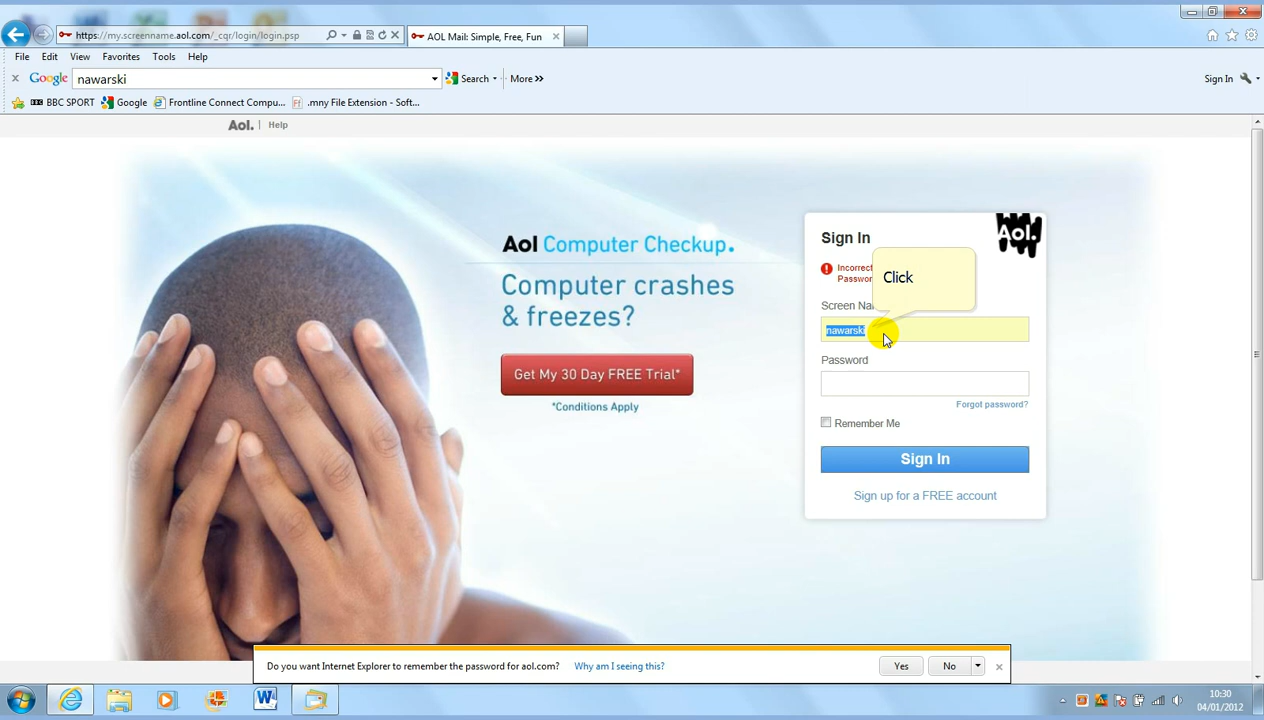 https://my.screenname.aol.com/_cqr/login/login.psp
AOL Mail: Simple, Free, Fun
File Edit View Favorites Tools Help
x Google nawarski Search More >>
Sign In
BBC SPORT Google Frontline Connect Compu... .mny File Extension - Soft...
Aol. | Help
Aol Computer Checkup.
Computer crashes
& freezes?
Get My 30 Day FREE Trial*
*Conditions Apply
Sign In
Aol.
Incorrect
Click
Screen
nawarski
Password
Forgot password?
Remember Me
Sign In
Sign up for a FREE account
Do you want Internet Explorer to remember the password for aol.com? Why am I seeing this? Yes No
10:30
04/01/2012